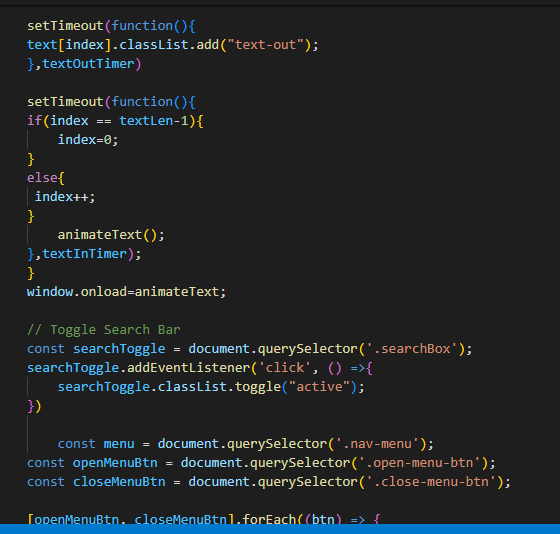 setTimeout(function(){
text[index].classList.add("text-out");
},textOutTimer)
setTimeout(function(){
if(index == textLen-1){
index=0;
}
else{
index++;
}
animateText();
},textInTimer);
}
window.onload=animateText;
// Toggle Search Bar
const searchToggle = document.querySelector('.searchBox');
searchToggle.addEventListener('click', () =>{
searchToggle.classList.toggle("active");
})
const menu = document.querySelector('.nav-menu');
const openMenuBtn = document.querySelector('.open-menu-btn');
const closeMenuBtn = document.querySelector('.close-menu-btn');
[openMenuBtn, closeMenuBtn].forEach((btn) => {